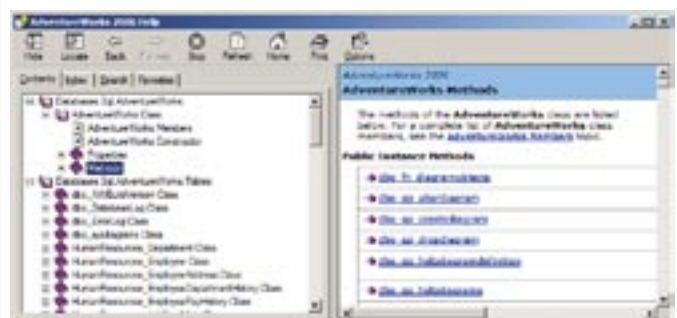 AdventureWorks 2008 Help
Hide Locate Back Forward Stop Refresh Home Print Options
Contents Index Search Favorites
Databases.Sql.AdventureWorks
AdventureWorks Class
AdventureWorks Members
AdventureWorks Constructor
Properties
Methods
Databases.Sql.AdventureWorks.Tables
dbo_DatabaseLog Class
dbo_ErrorLog Class
dbo_sysdiagrams Class
HumanResources_Department Class
HumanResources_Employee Class
HumanResources_EmployeeAddress Class
HumanResources_EmployeeDepartmentHistory Class
HumanResources_EmployeePayHistory Class
AdventureWorks 2008
AdventureWorks Methods
The methods of the AdventureWorks class are listed
below. For a complete list of AdventureWorks class
members, see the AdventureWorks Members topic.
Public Instance Methods
dbo_fn_diagramobjects
dbo_sp_alterdiagram
dbo_sp_creatediagram
dbo_sp_dropdiagram
dbo_sp_helpdiagramdefinition
dbo_sp_helpdiagrams